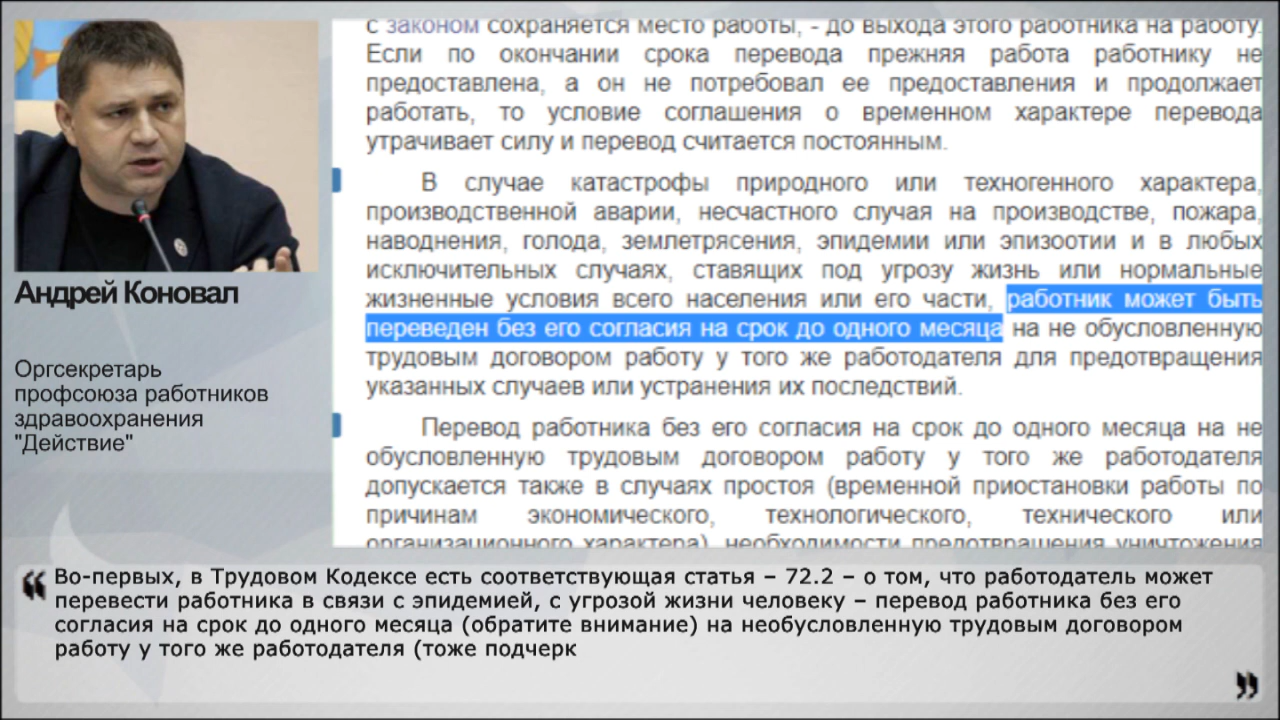 Андрей Коновал
Оргсекретарь
профсоюза работников
здравоохранения
"Действие"
с законом сохраняется место работы, - до выхода этого работника на работу.
Если по окончании срока перевода прежняя работа работнику не
предоставлена, а он не потребовал ее предоставления и продолжает
работать, то условие соглашения о временном характере перевода
утрачивает силу и перевод считается постоянным.
В случае катастрофы природного или техногенного характера,
производственной аварии, несчастного случая на производстве, пожара,
наводнения, голода, землетрясения, эпидемии или эпизоотии и в любых
исключительных случаях, ставящих под угрозу жизнь или нормальные
жизненные условия всего населения или его части, работник может быть
переведен без его согласия на срок до одного месяца на не обусловленную
трудовым договором работу у того же работодателя для предотвращения
указанных случаев или устранения их последствий.
Перевод работника без его согласия на срок до одного месяца на не
обусловленную трудовым договором работу у того же работодателя
допускается также в случаях простоя (временной приостановки работы по
причинам экономического, технологического, технического или
организационного характера), необходимости предотвращения уничтожения
“ Во-первых, в Трудовом Кодексе есть соответствующая статья – 72.2 – о том, что работодатель может
перевести работника в связи с эпидемией, с угрозой жизни человеку – перевод работника без его
согласия на срок до одного месяца (обратите внимание) на необусловленную трудовым договором
работу у того же работодателя (тоже подчерк
”